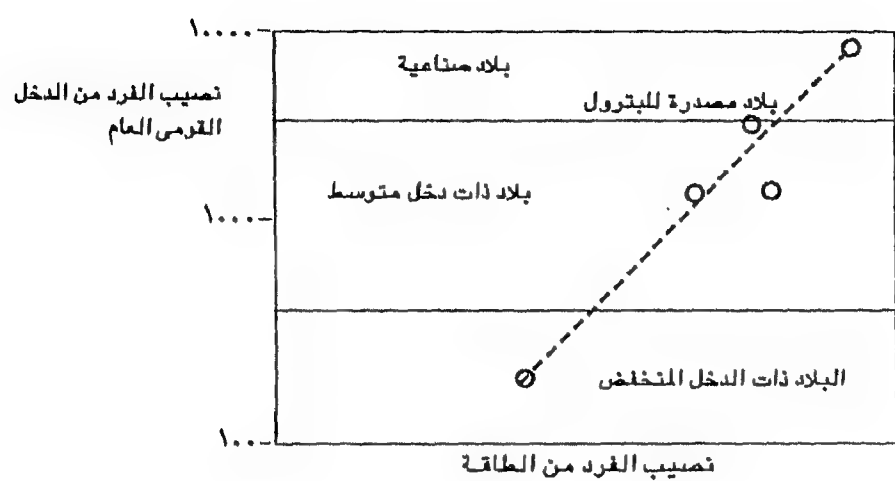 ١٠٠٠٠
بلاد صناعية
نصيب الفرد من الدخل
القومى العام
بلاد مصدرة للبترول
بلاد ذات دخل متوسط
١٠٠٠
البلاد ذات الدخل المنخفض
١٠٠
نصيب الفرد من الطاقة